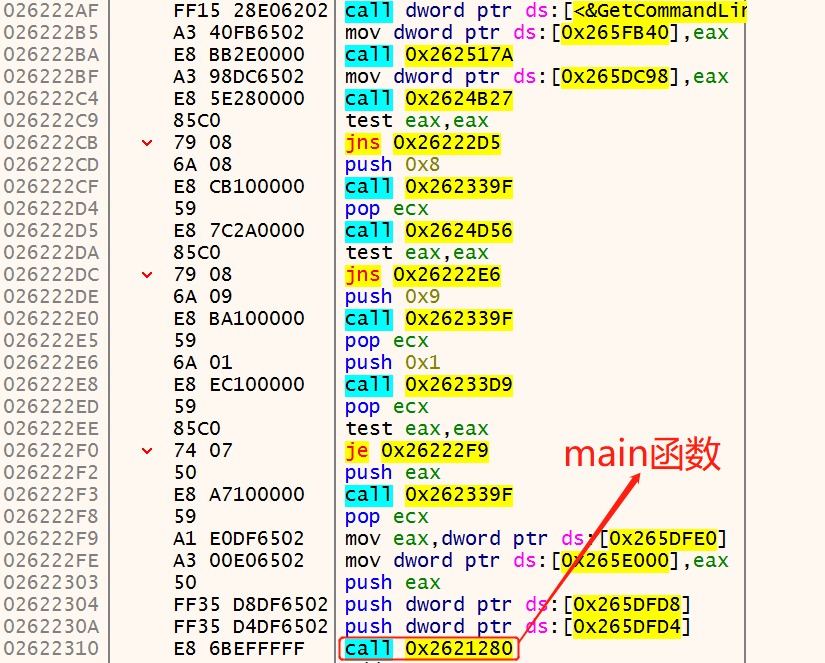 026222AF FF15 28E06202 call dword ptr ds:[<&GetCommandLin
026222B5 A3 40FB6502 mov dword ptr ds:[0x265FB40],eax
026222BA E8 BB2E0000 call 0x262517A
026222BF A3 98DC6502 mov dword ptr ds:[0x265DC98],eax
026222C4 E8 5E280000 call 0x2624B27
026222C9 85C0 test eax,eax
026222CB 79 08 jns 0x26222D5
026222CD 6A 08 push 0x8
026222CF E8 CB100000 call 0x262339F
026222D4 59 pop ecx
026222D5 E8 7C2A0000 call 0x2624D56
026222DA 85C0 test eax,eax
026222DC 79 08 jns 0x26222E6
026222DE 6A 09 push 0x9
026222E0 E8 BA100000 call 0x262339F
026222E5 59 pop ecx
026222E6 6A 01 push 0x1
026222E8 E8 EC100000 call 0x26233D9
026222ED 59 pop ecx
026222EE 85C0 test eax,eax
026222F0 74 07 je 0x26222F9
026222F2 50 push eax
026222F3 E8 A7100000 call 0x262339F
026222F8 59 pop ecx
026222F9 A1 E0DF6502 mov eax,dword ptr ds:[0x265DFE0]
026222FE A3 00E06502 mov dword ptr ds:[0x265E000],eax
02622303 50 push eax
02622304 FF35 D8DF6502 push dword ptr ds:[0x265DFD8]
0262230A FF35 D4DF6502 push dword ptr ds:[0x265DFD4]
02622310 E8 6BEFFFFF call 0x2621280
main函数